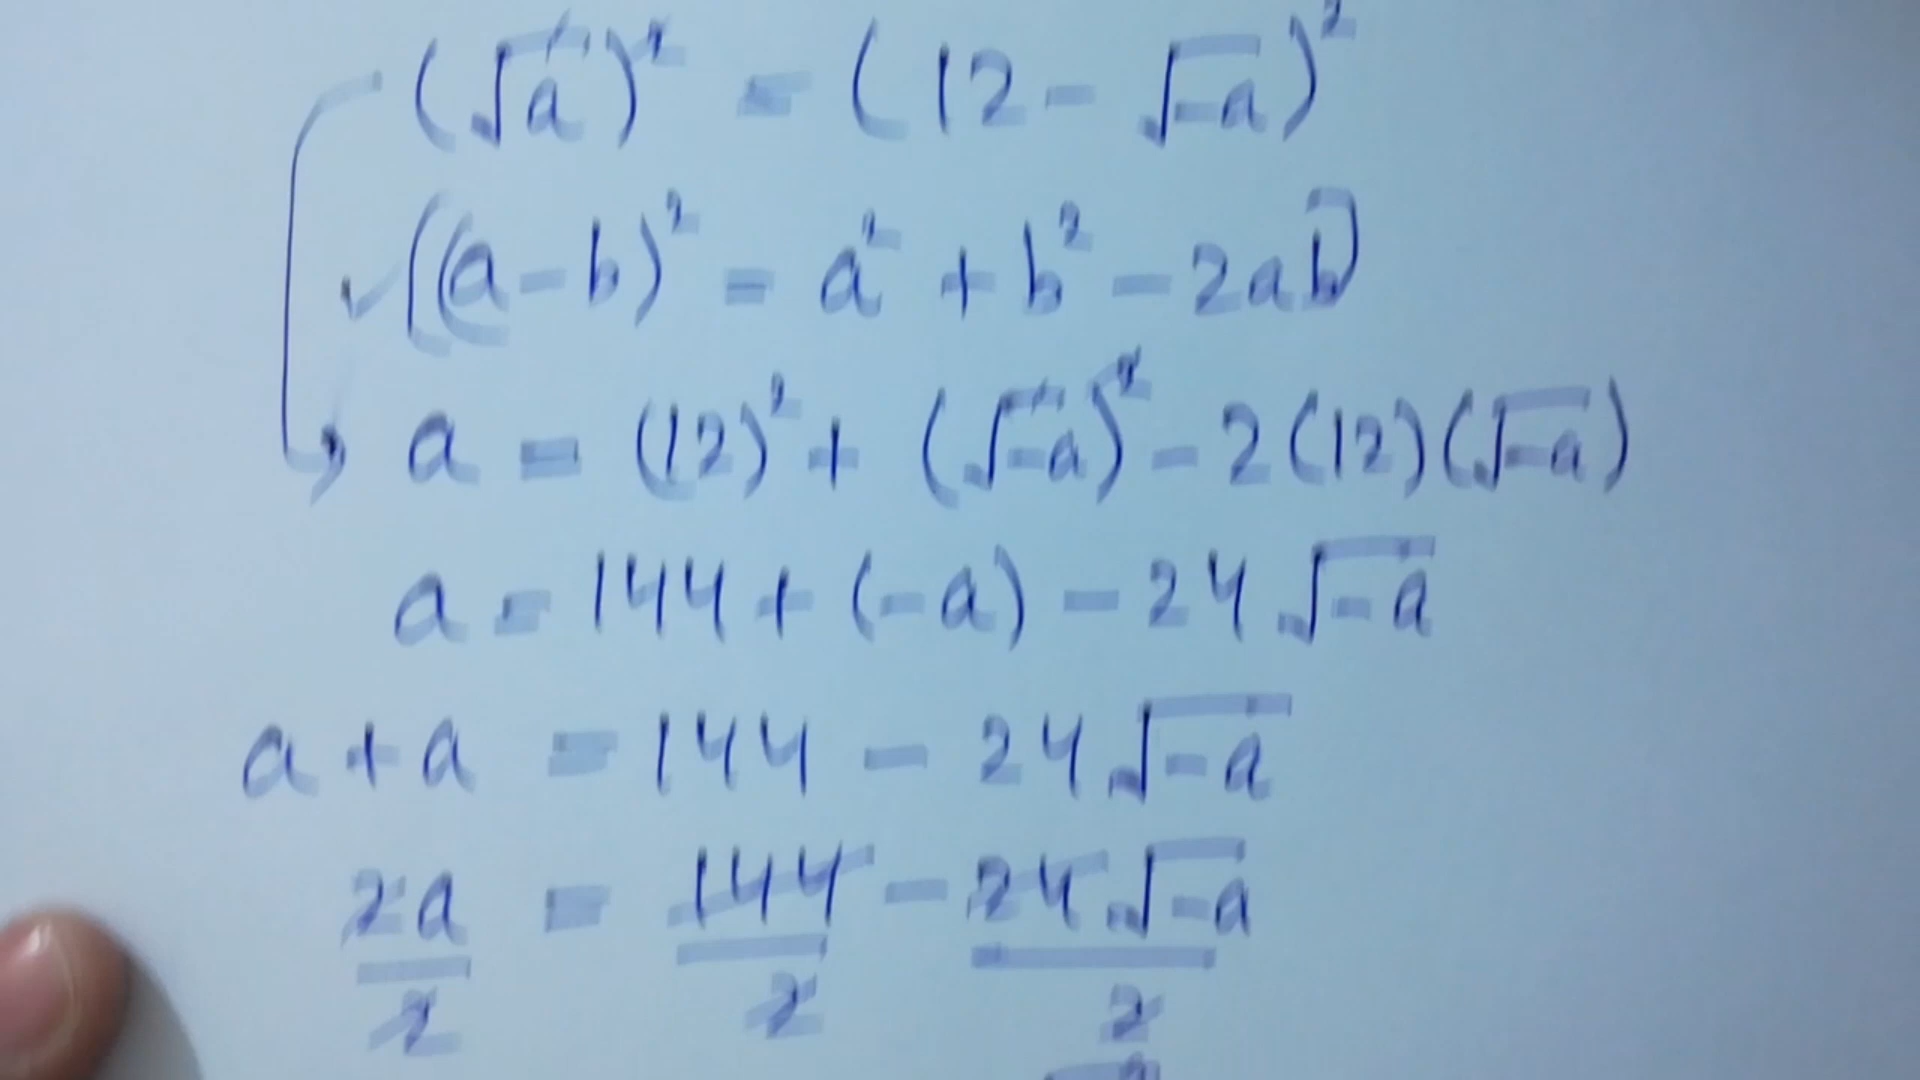 (√a)² = (12 - √-a)²
((a - b)² = a² + b² - 2ab)
a = (12)² + (√-a)² - 2(12)(√-a)
a = 144 + (-a) - 24√-a
a + a = 144 - 24√-a
2a/2 = 144/2 - 24√-a/2